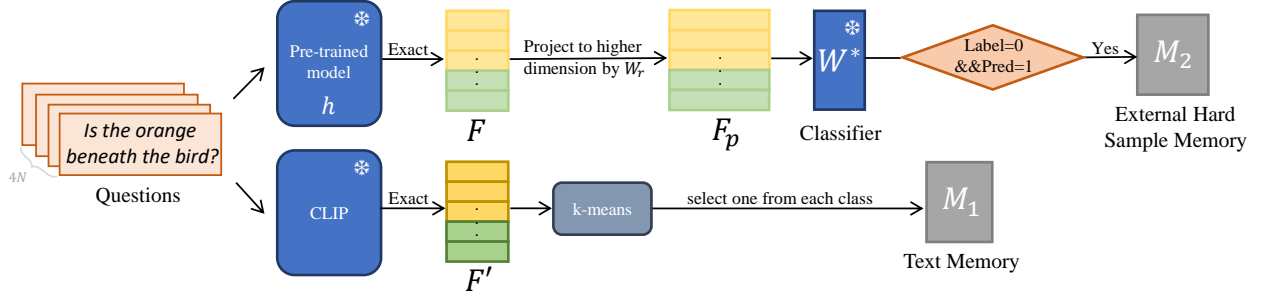 Is the orange
beneath the bird?
4N
Questions
Pre-trained
model
h
Exact
F
Project to higher
dimension by W_r
F_p
W*
Classifier
Label=0
&&Pred=1
Yes
M_2
External Hard
Sample Memory
CLIP
Exact
F'
k-means
select one from each class
M_1
Text Memory